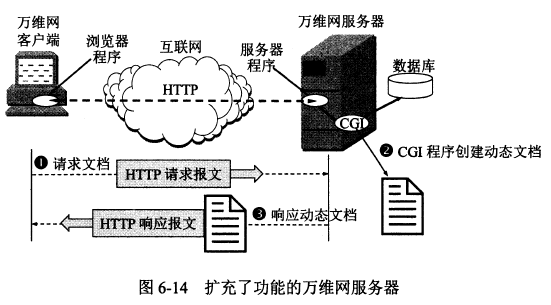 万维网
客户端
浏览器
程序
互联网
HTTP
服务器
程序
万维网服务器
数据库
CGI
❷ CGI 程序创建动态文档
❶ 请求文档
HTTP 请求报文
HTTP 响应报文
❸ 响应动态文档
图 6-14 扩充了功能的万维网服务器